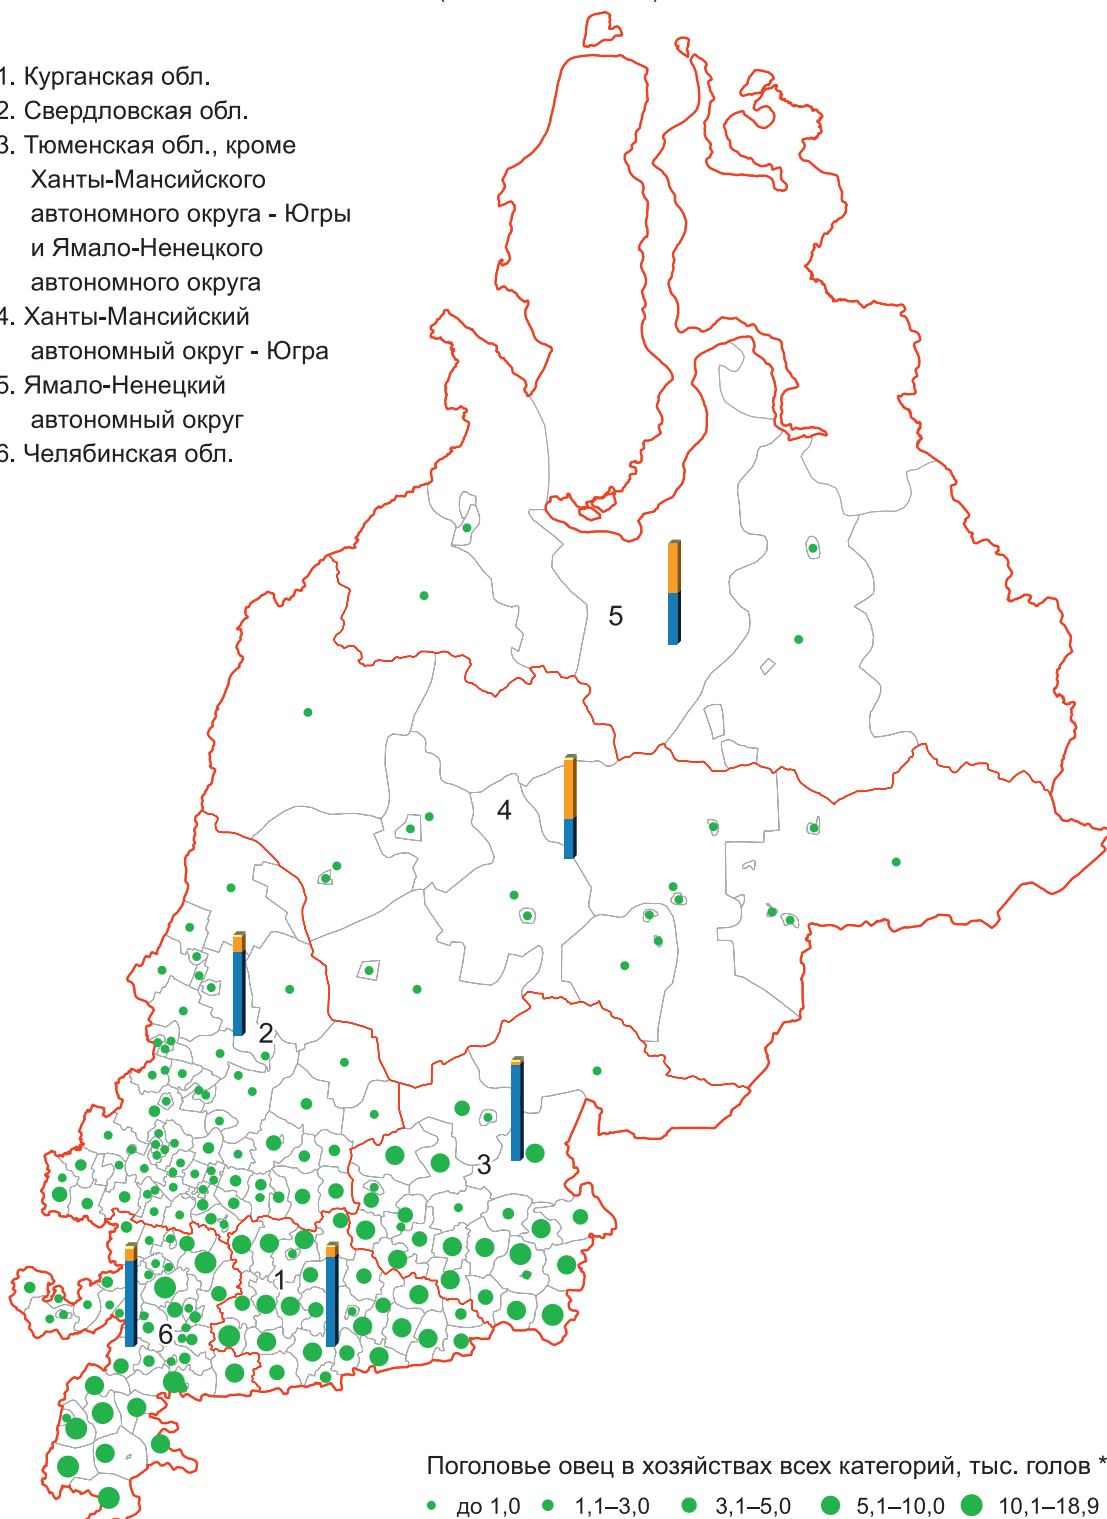 1. Курганская обл.
2. Свердловская обл.
3. Тюменская обл., кроме
Ханты-Мансийского
автономного округа - Югры
и Ямало-Ненецкого
автономного округа
4. Ханты-Мансийский
автономный округ - Югра
5. Ямало-Ненецкий
автономный округ
6. Челябинская обл.
5
4
2
3
1
6
Поголовье овец в хозяйствах всех категорий, тыс. голов *
до 1,0 1,1–3,0 3,1–5,0 5,1–10,0 10,1–18,9